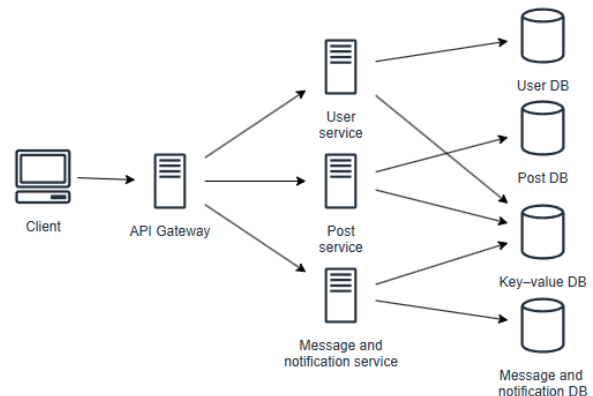 User DB
User
service
Post DB
Client
API Gateway
Post
service
Key–value DB
Message and
notification service
Message and
notification DB